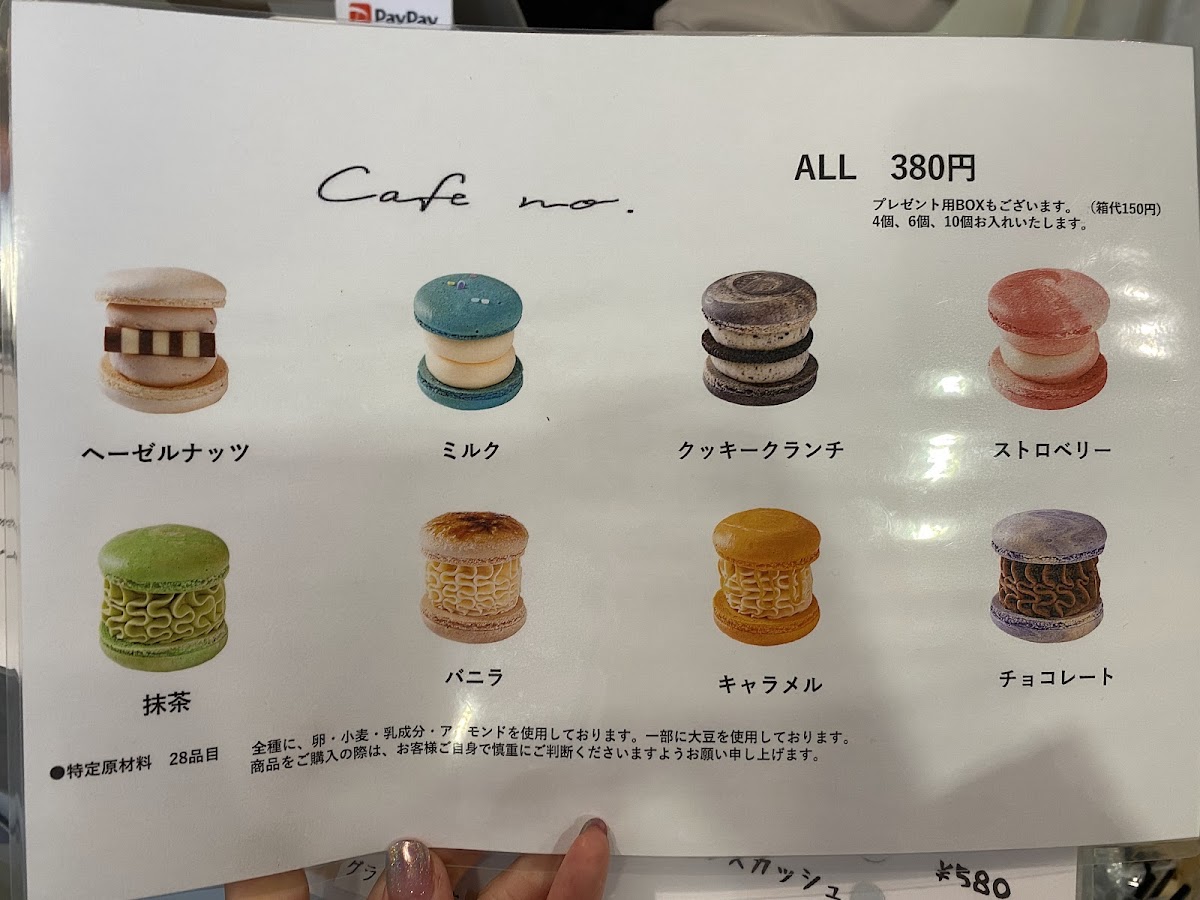 PayPay
Cafe no.
ALL 380円
プレゼント用BOXもございます。 （箱代150円）
4個、6個、10個お入れいたします。
ヘーゼルナッツ
ミルク
クッキークランチ
ストロベリー
抹茶
バニラ
キャラメル
チョコレート
●特定原材料 28品目
全種に、卵・小麦・乳成分・アーモンドを使用しております。一部に大豆を使用しております。
商品をご購入の際は、お客様ご自身で慎重にご判断くださいますようお願い申し上げます。
グラ
ペカッシュ
¥580